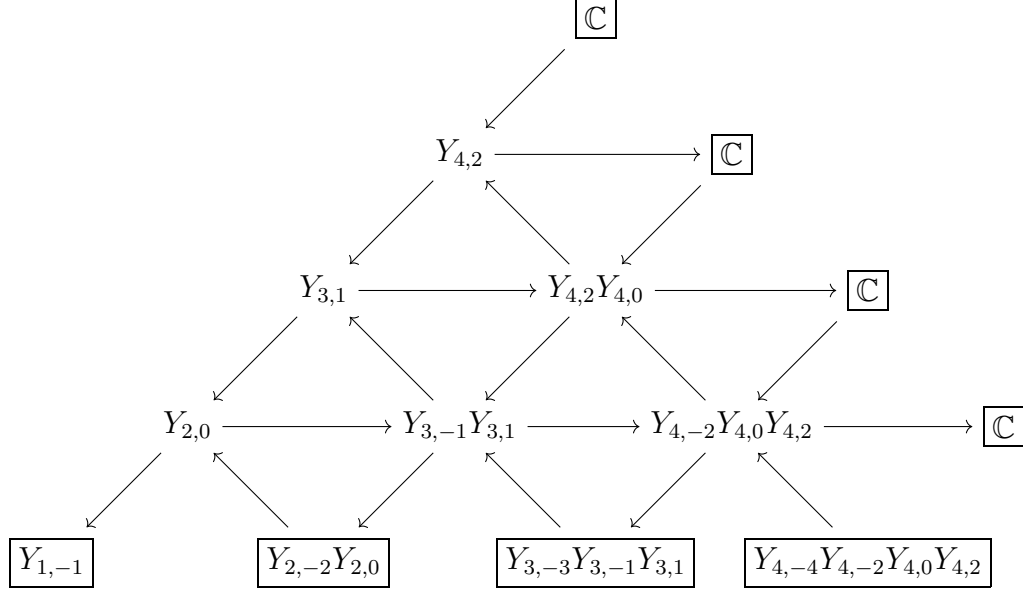 ℂ
Y_{4,2} ℂ
Y_{3,1} Y_{4,2}Y_{4,0} ℂ
Y_{2,0} Y_{3,-1}Y_{3,1} Y_{4,-2}Y_{4,0}Y_{4,2} ℂ
Y_{1,-1} Y_{2,-2}Y_{2,0} Y_{3,-3}Y_{3,-1}Y_{3,1} Y_{4,-4}Y_{4,-2}Y_{4,0}Y_{4,2}